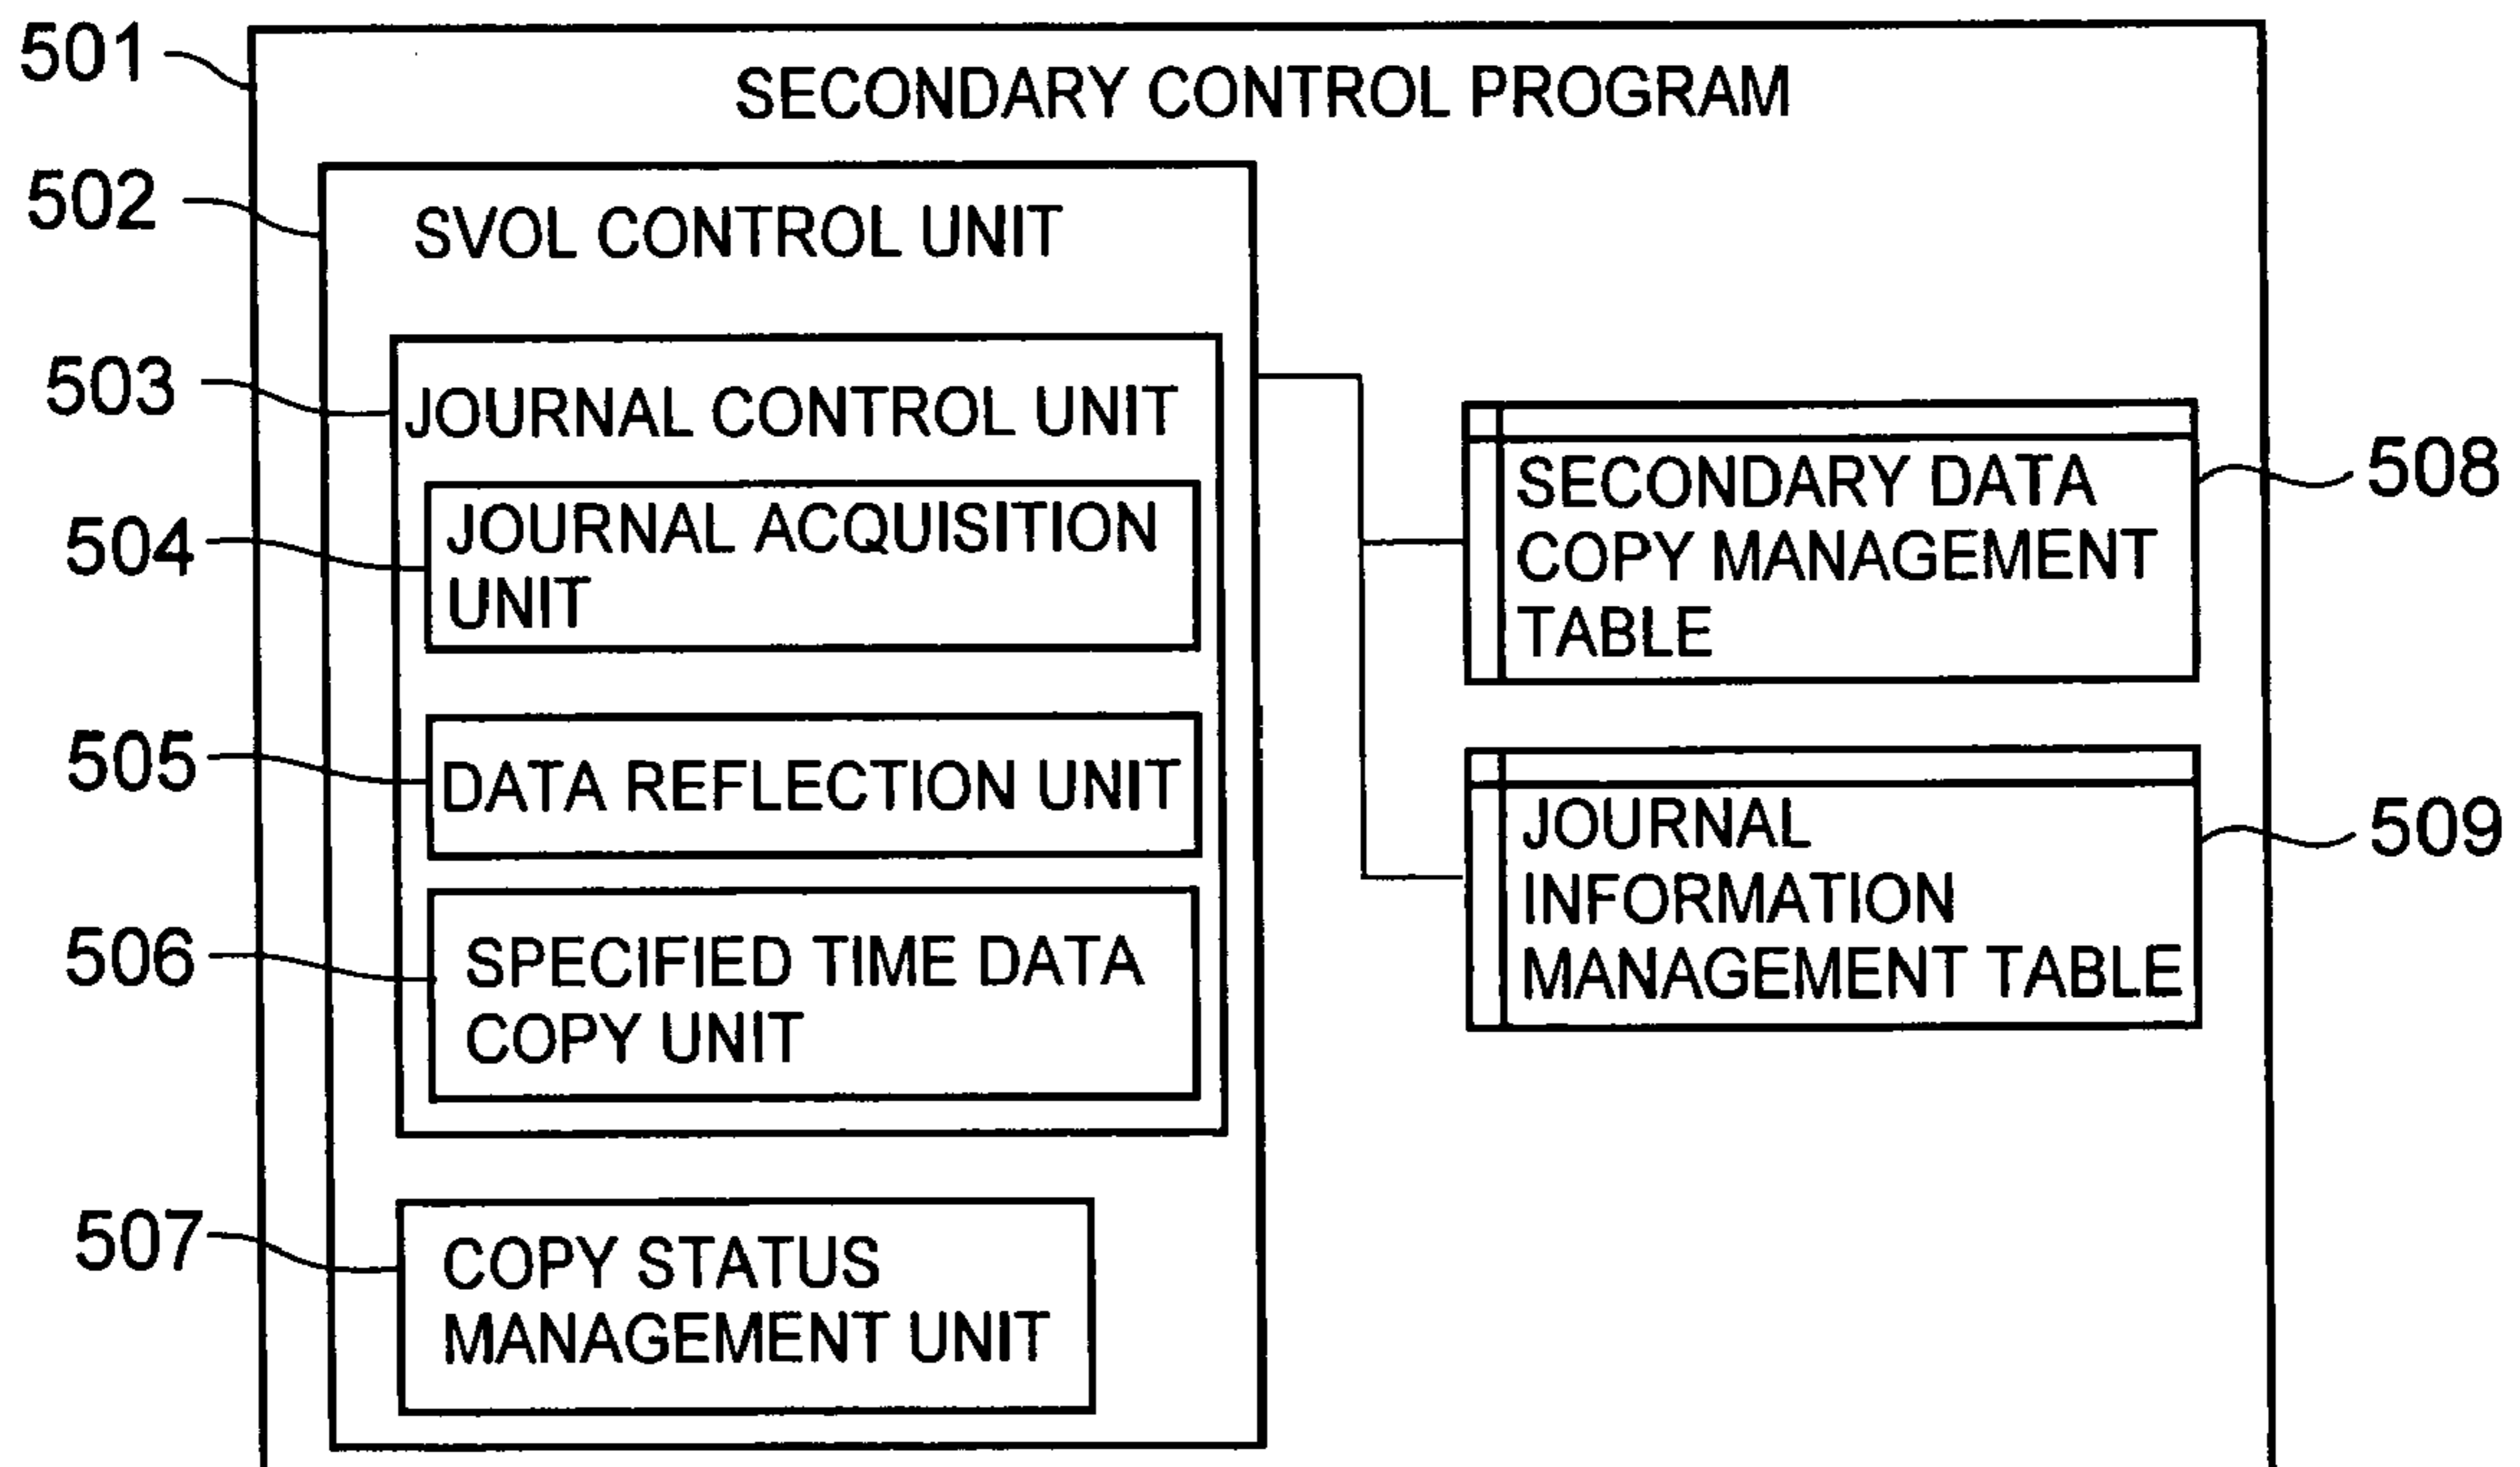 501
SECONDARY CONTROL PROGRAM
502
SVOL CONTROL UNIT
503
JOURNAL CONTROL UNIT
504
JOURNAL ACQUISITION
UNIT
505
DATA REFLECTION UNIT
506
SPECIFIED TIME DATA
COPY UNIT
507
COPY STATUS
MANAGEMENT UNIT
SECONDARY DATA
COPY MANAGEMENT
TABLE
508
JOURNAL
INFORMATION
MANAGEMENT TABLE
509